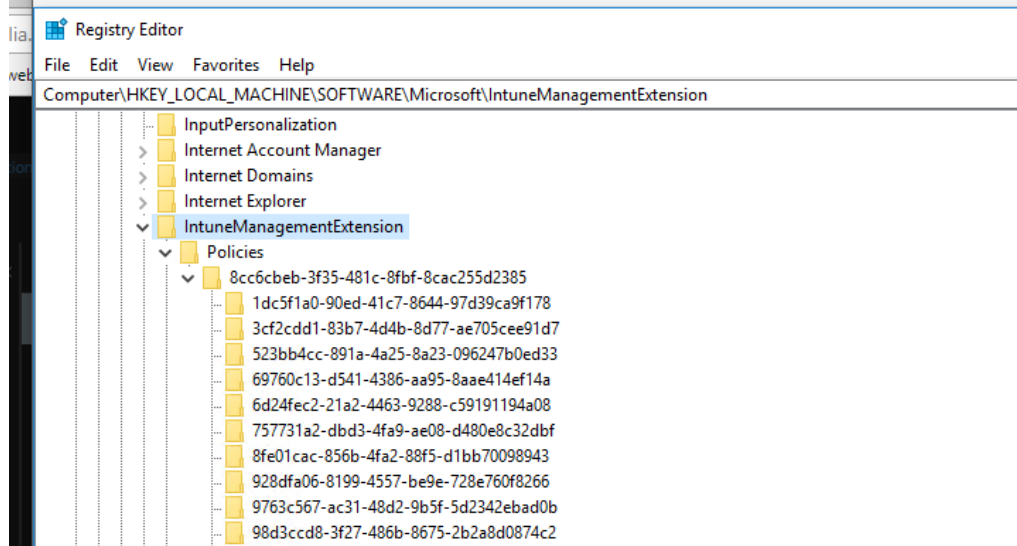 lia.
Registry Editor
File Edit View Favorites Help
web
Computer\HKEY_LOCAL_MACHINE\SOFTWARE\Microsoft\IntuneManagementExtension
InputPersonalization
Internet Account Manager
tion
Internet Domains
Internet Explorer
IntuneManagementExtension
Policies
8cc6cbeb-3f35-481c-8fbf-8cac255d2385
1dc5f1a0-90ed-41c7-8644-97d39ca9f178
3cf2cdd1-83b7-4d4b-8d77-ae705cee91d7
523bb4cc-891a-4a25-8a23-096247b0ed33
69760c13-d541-4386-aa95-8aae414ef14a
6d24fec2-21a2-4463-9288-c59191194a08
757731a2-dbd3-4fa9-ae08-d480e8c32dbf
8fe01cac-856b-4fa2-88f5-d1bb70098943
928dfa06-8199-4557-be9e-728e760f8266
9763c567-ac31-48d2-9b5f-5d2342ebad0b
98d3ccd8-3f27-486b-8675-2b2a8d0874c2